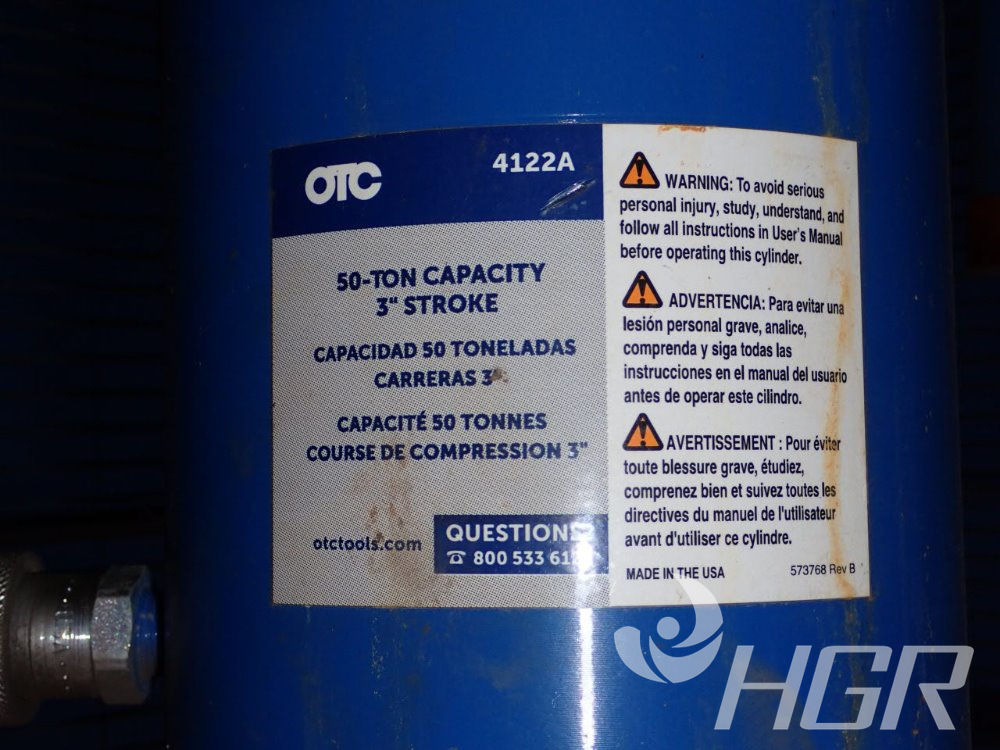 OTC
4122A
50-TON CAPACITY
3" STROKE
CAPACIDAD 50 TONELADAS
CARRERAS 3"
CAPACITÉ 50 TONNES
COURSE DE COMPRESSION 3"
otctools.com
QUESTIONS?
☎ 800 533
WARNING: To avoid serious
personal injury, study, understand, and
follow all instructions in User's Manual
before operating this cylinder.
ADVERTENCIA: Para evitar una
lesión personal grave, analice,
comprenda y siga todas las
instrucciones en el manual del usuario
antes de operar este cilindro.
AVERTISSEMENT : Pour éviter
toute blessure grave, étudiez,
comprenez bien et suivez toutes les
directives du manuel de l'utilisateur
avant d'utiliser ce cylindre.
MADE IN THE USA
573768 Rev B
HGR